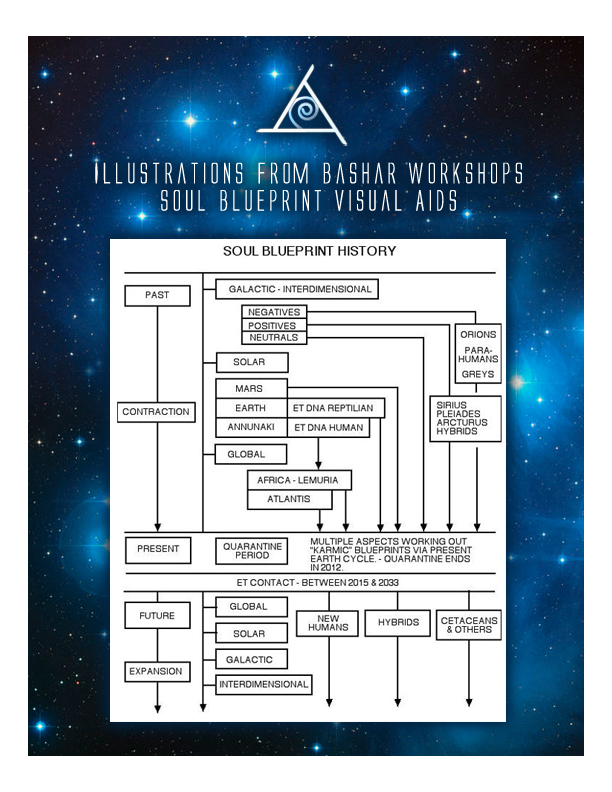 ILLUSTRATIONS FROM BASHAR WORKSHOPS
SOUL BLUEPRINT VISUAL AIDS
SOUL BLUEPRINT HISTORY
PAST
GALACTIC - INTERDIMENSIONAL
NEGATIVES
POSITIVES
NEUTRALS
ORIONS
PARA-
HUMANS
GREYS
SOLAR
MARS
EARTH
ET DNA REPTILIAN
ANNUNAKI
ET DNA HUMAN
CONTRACTION
SIRIUS
PLEIADES
ARCTURUS
HYBRIDS
GLOBAL
AFRICA - LEMURIA
ATLANTIS
PRESENT
QUARANTINE
PERIOD
MULTIPLE ASPECTS WORKING OUT
"KARMIC" BLUEPRINTS VIA PRESENT
EARTH CYCLE. - QUARANTINE ENDS
IN 2012.
ET CONTACT - BETWEEN 2015 & 2033
FUTURE
GLOBAL
SOLAR
GALACTIC
INTERDIMENSIONAL
NEW
HUMANS
HYBRIDS
CETACEANS
& OTHERS
EXPANSION